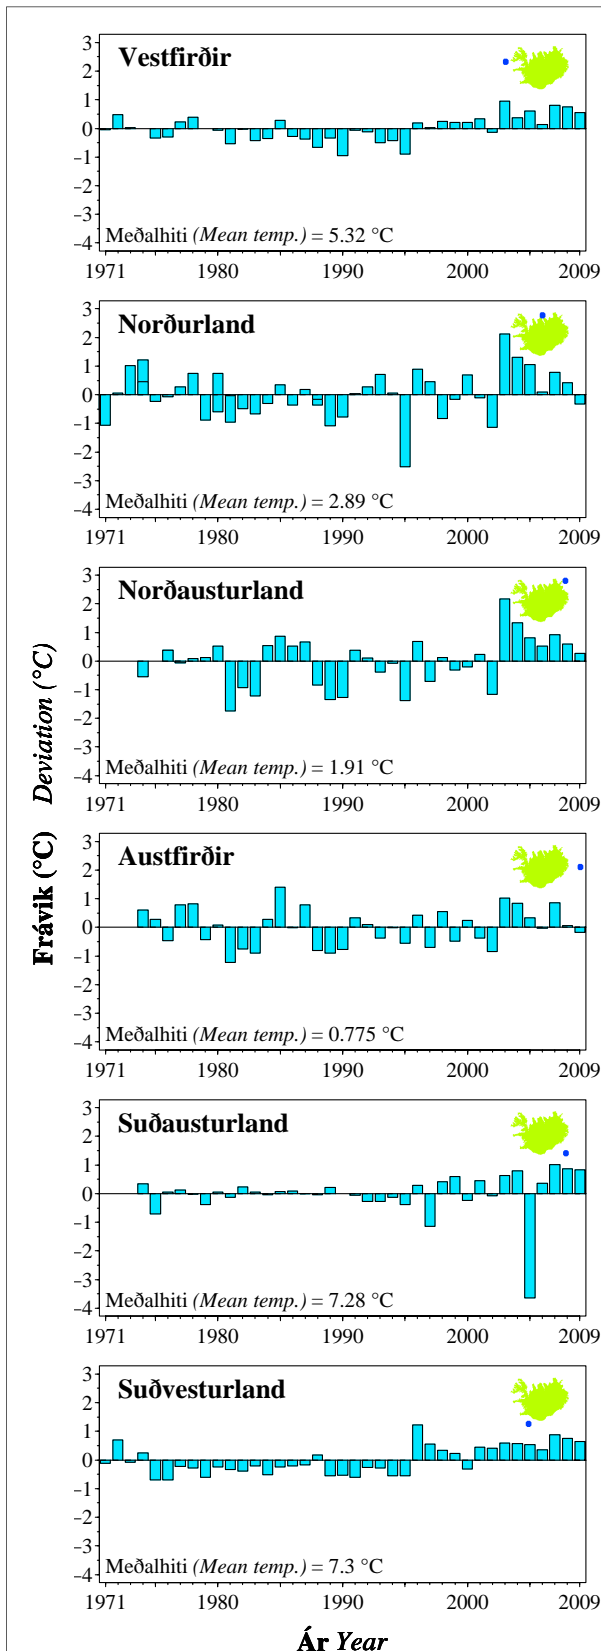 Vestfirðir
3
2
1
0
−1
−2
−3
−4
Meðalhiti (Mean temp.) = 5.32 °C
1971 1980 1990 2000 2009
Norðurland
3
2
1
0
−1
−2
−3
−4
Meðalhiti (Mean temp.) = 2.89 °C
1971 1980 1990 2000 2009
Norðausturland
3
2
1
0
−1
−2
−3
−4
Meðalhiti (Mean temp.) = 1.91 °C
1971 1980 1990 2000 2009
Frávik (°C) Deviation (°C)
Austfirðir
3
2
1
0
−1
−2
−3
−4
Meðalhiti (Mean temp.) = 0.775 °C
1971 1980 1990 2000 2009
Suðausturland
3
2
1
0
−1
−2
−3
−4
Meðalhiti (Mean temp.) = 7.28 °C
1971 1980 1990 2000 2009
Suðvesturland
3
2
1
0
−1
−2
−3
−4
Meðalhiti (Mean temp.) = 7.3 °C
1971 1980 1990 2000 2009
Ár Year